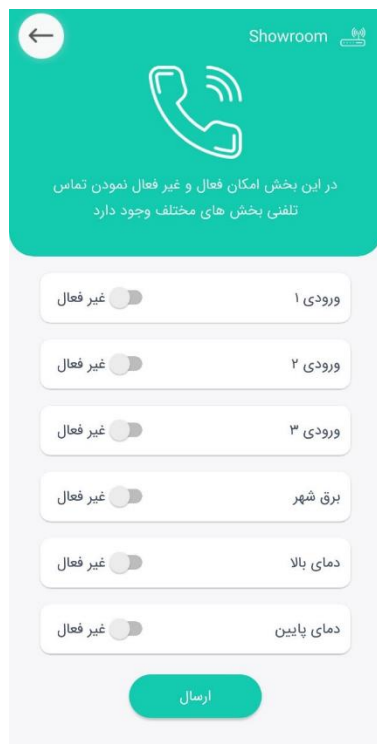 Showroom
در این بخش امکان فعال و غیر فعال نمودن تماس
تلفنی بخش های مختلف وجود دارد
ورودی ۱ غیر فعال
ورودی ۲ غیر فعال
ورودی ۳ غیر فعال
برق شهر غیر فعال
دمای بالا غیر فعال
دمای پایین غیر فعال
ارسال